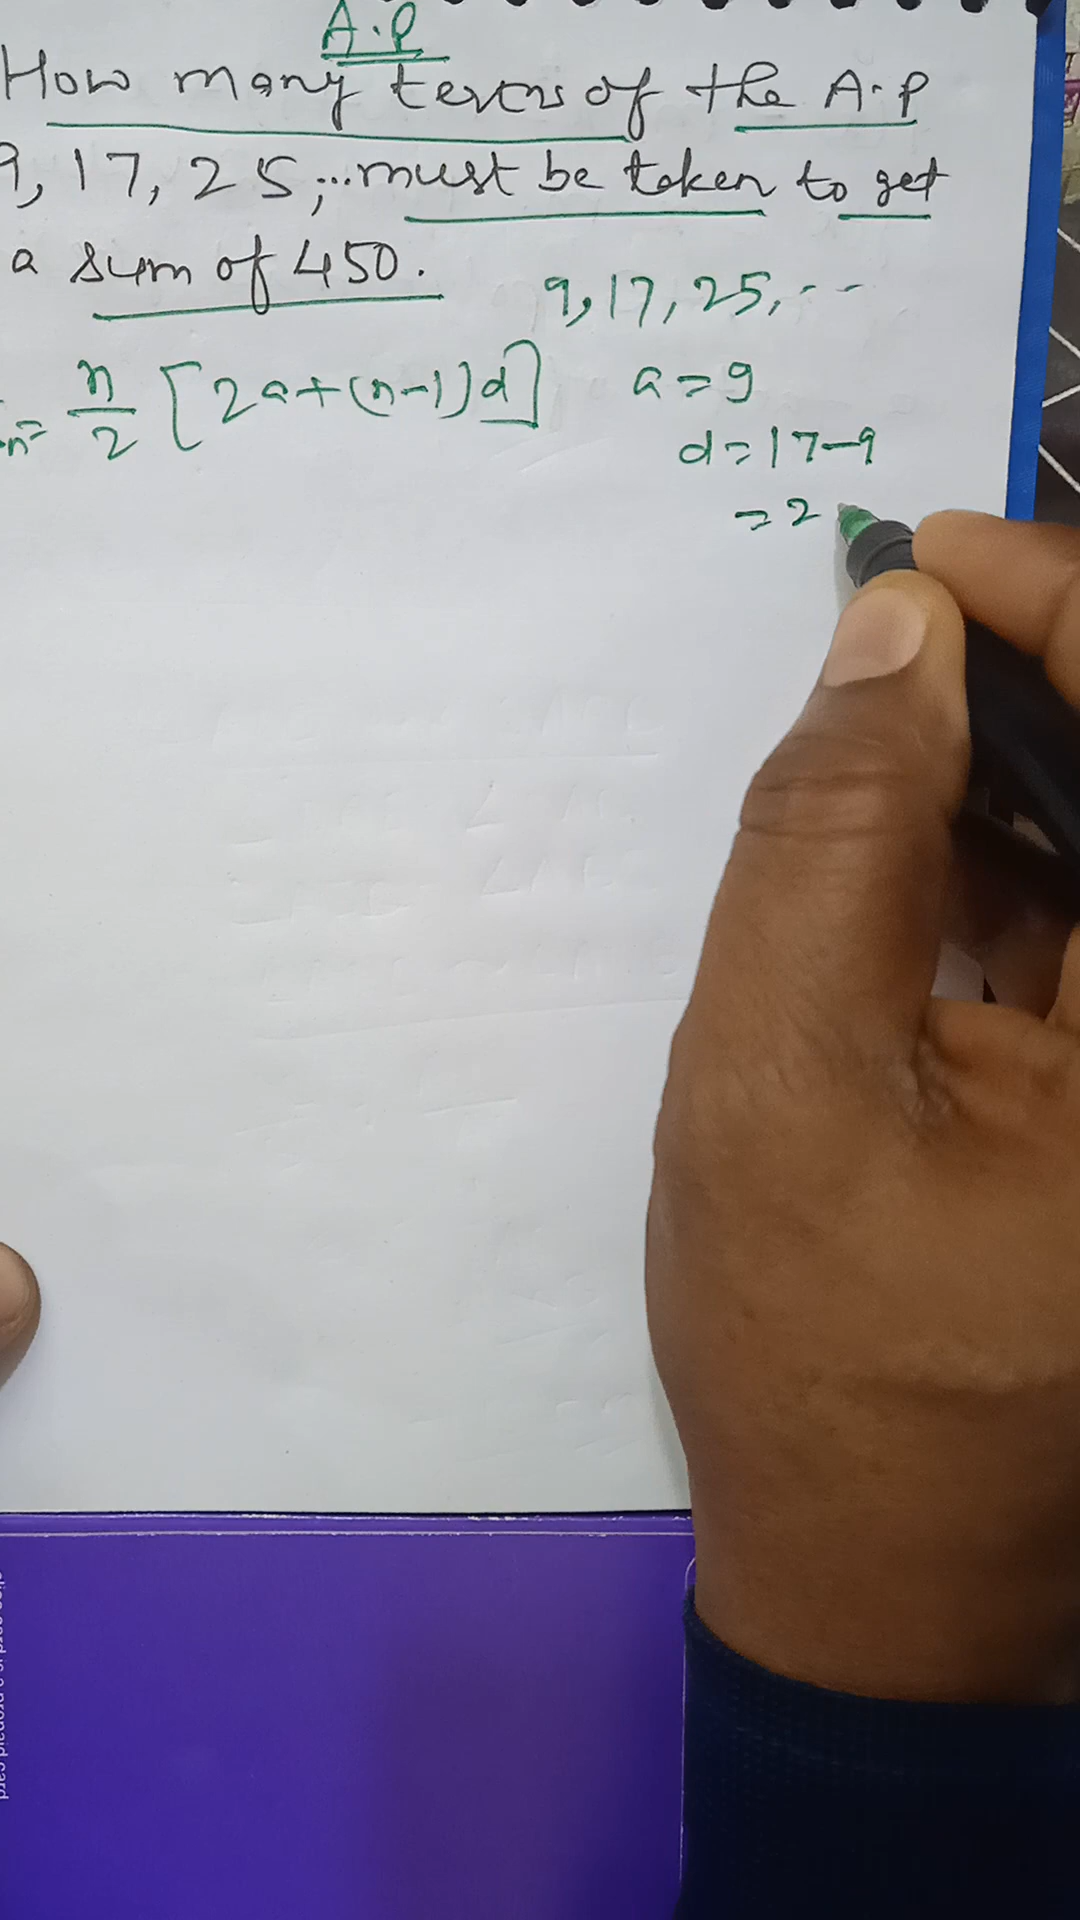 A.P
How many terms of the A.P
9, 17, 25,... must be taken to get
a sum of 450.
9, 17, 25, ---
n/2 [2a+(n-1)d]
a = 9
d = 17-9
= 2